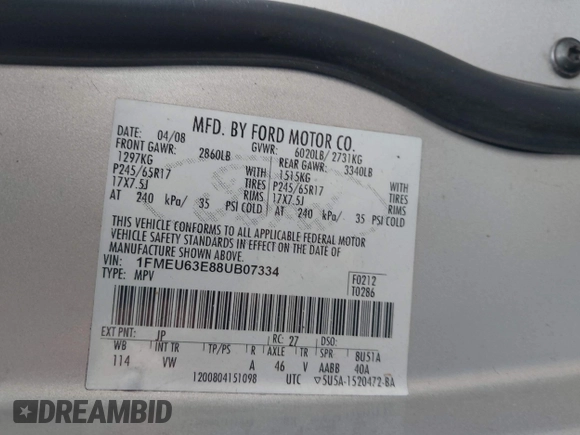 MFD. BY FORD MOTOR CO.
DATE: 04/08 GVWR: 6020LB/ 2731KG
FRONT GAWR: 2860LB REAR GAWR: 3340LB
1297KG WITH 1515KG WITH
P245/65R17 TIRES P245/65R17 TIRES
17X7.5J RIMS 17X7.5J RIMS
AT 240 kPa/ 35 PSI COLD AT 240 kPa/ 35 PSI COLD
THIS VEHICLE CONFORMS TO ALL APPLICABLE FEDERAL MOTOR
VEHICLE SAFETY STANDARDS IN EFFECT ON THE DATE OF
MANUFACTURE SHOWN ABOVE.
VIN: 1FMEU63E88UB07334 F0212
TYPE: MPV T0286
EXT PNT: JP RC: 27 DSO:
WB INT TR TP/PS R AXLE TR SPR 8U51A
114 VW A 46 V AABB 40A
1200804151098 UTC ▽5U5A-1520472-BA
DREAMBID